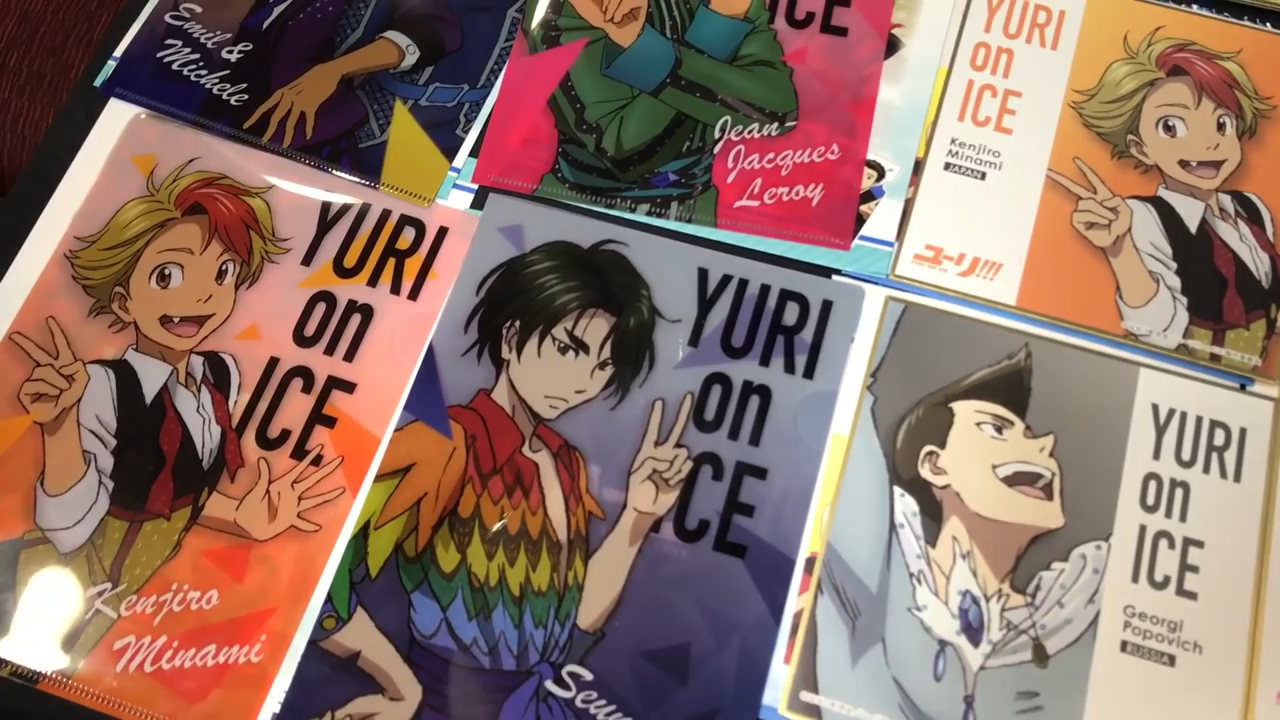 Emil &
Michele
ICE
Jean-
Jacques
Leroy
YURI
on
ICE
Kenjiro
Minami
JAPAN
ユーリ!!!
YURI
on
ICE
Kenjiro
Minami
YURI
on
ICE
YURI
on
ICE
Georgi
Popovich
RUSSIA